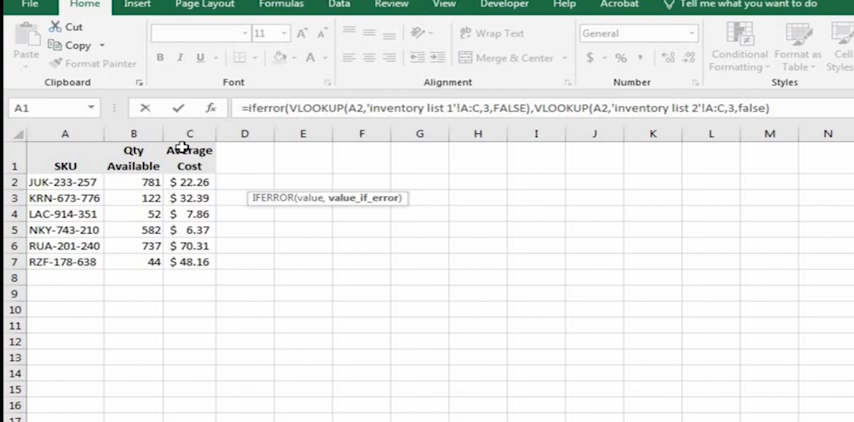 File Home Insert Page Layout Formulas Data Review View Developer Help Acrobat Tell me what you want to do
Cut
Copy
Paste
Format Painter
11 A A
B I U A
Wrap Text
Merge & Center
General
$ % ,
Conditional Formatting
Format as Table
Cell Styles
Clipboard Font Alignment Number Styles
A1 fx =iferror(VLOOKUP(A2,'inventory list 1'!A:C,3,FALSE),VLOOKUP(A2,'inventory list 2'!A:C,3,false)
A B C D E F G H I J K L M N
Qty Average
1 SKU Available Cost
2 JUK-233-257 781 $ 22.26
3 KRN-673-776 122 $ 32.39
IFERROR(value, value_if_error)
4 LAC-914-351 52 $ 7.86
5 NKY-743-210 582 $ 6.37
6 RUA-201-240 737 $ 70.31
7 RZF-178-638 44 $ 48.16
8
9
10
11
12
13
14
15
16
17